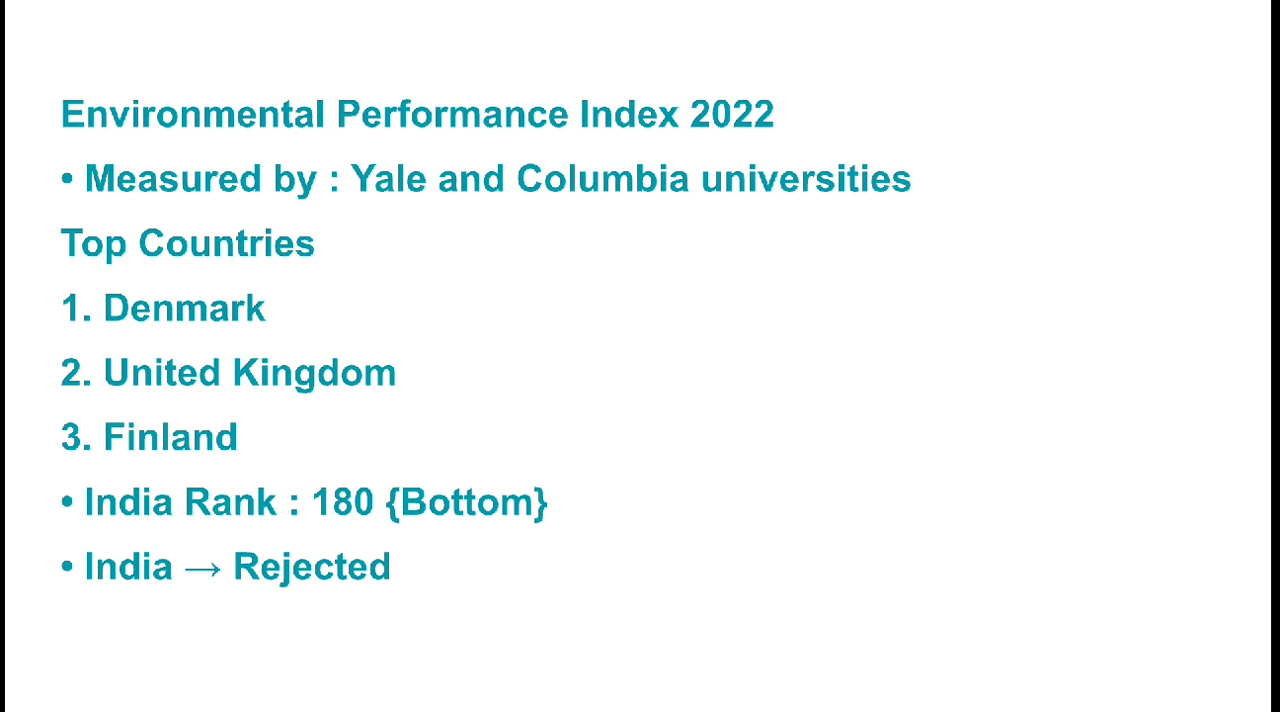 Environmental Performance Index 2022
• Measured by : Yale and Columbia universities
Top Countries
1. Denmark
2. United Kingdom
3. Finland
• India Rank : 180 {Bottom}
• India → Rejected